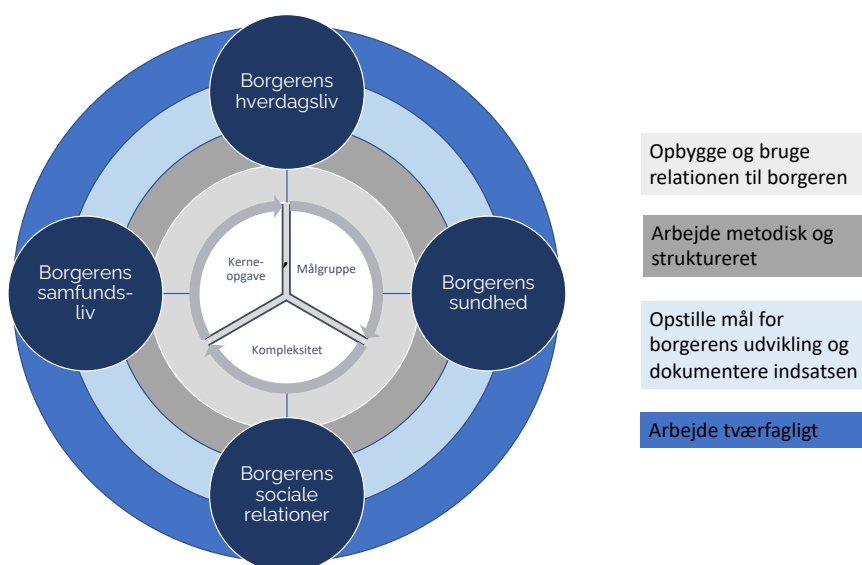 Borgerens
hverdagsliv
Borgerens
samfunds-
liv
Kerne-
opgave
,
Målgruppe
Kompleksitet
Borgerens
sundhed
Borgerens
sociale
relationer
Opbygge og bruge
relationen til borgeren
Arbejde metodisk og
struktureret
Opstille mål for
borgerens udvikling og
dokumentere indsatsen
Arbejde tværfagligt